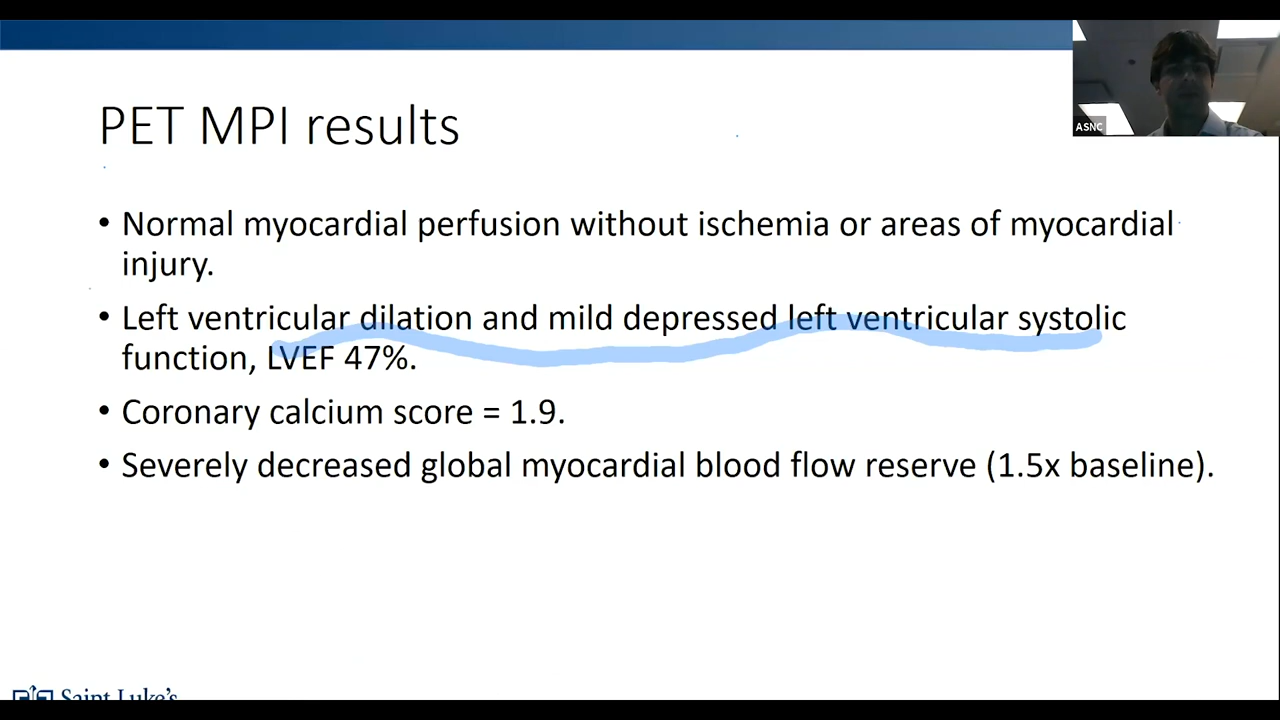 ASNC
PET MPI results
• Normal myocardial perfusion without ischemia or areas of myocardial
injury.
• Left ventricular dilation and mild depressed left ventricular systolic
function, LVEF 47%.
• Coronary calcium score = 1.9.
• Severely decreased global myocardial blood flow reserve (1.5x baseline).
Saint Luke's